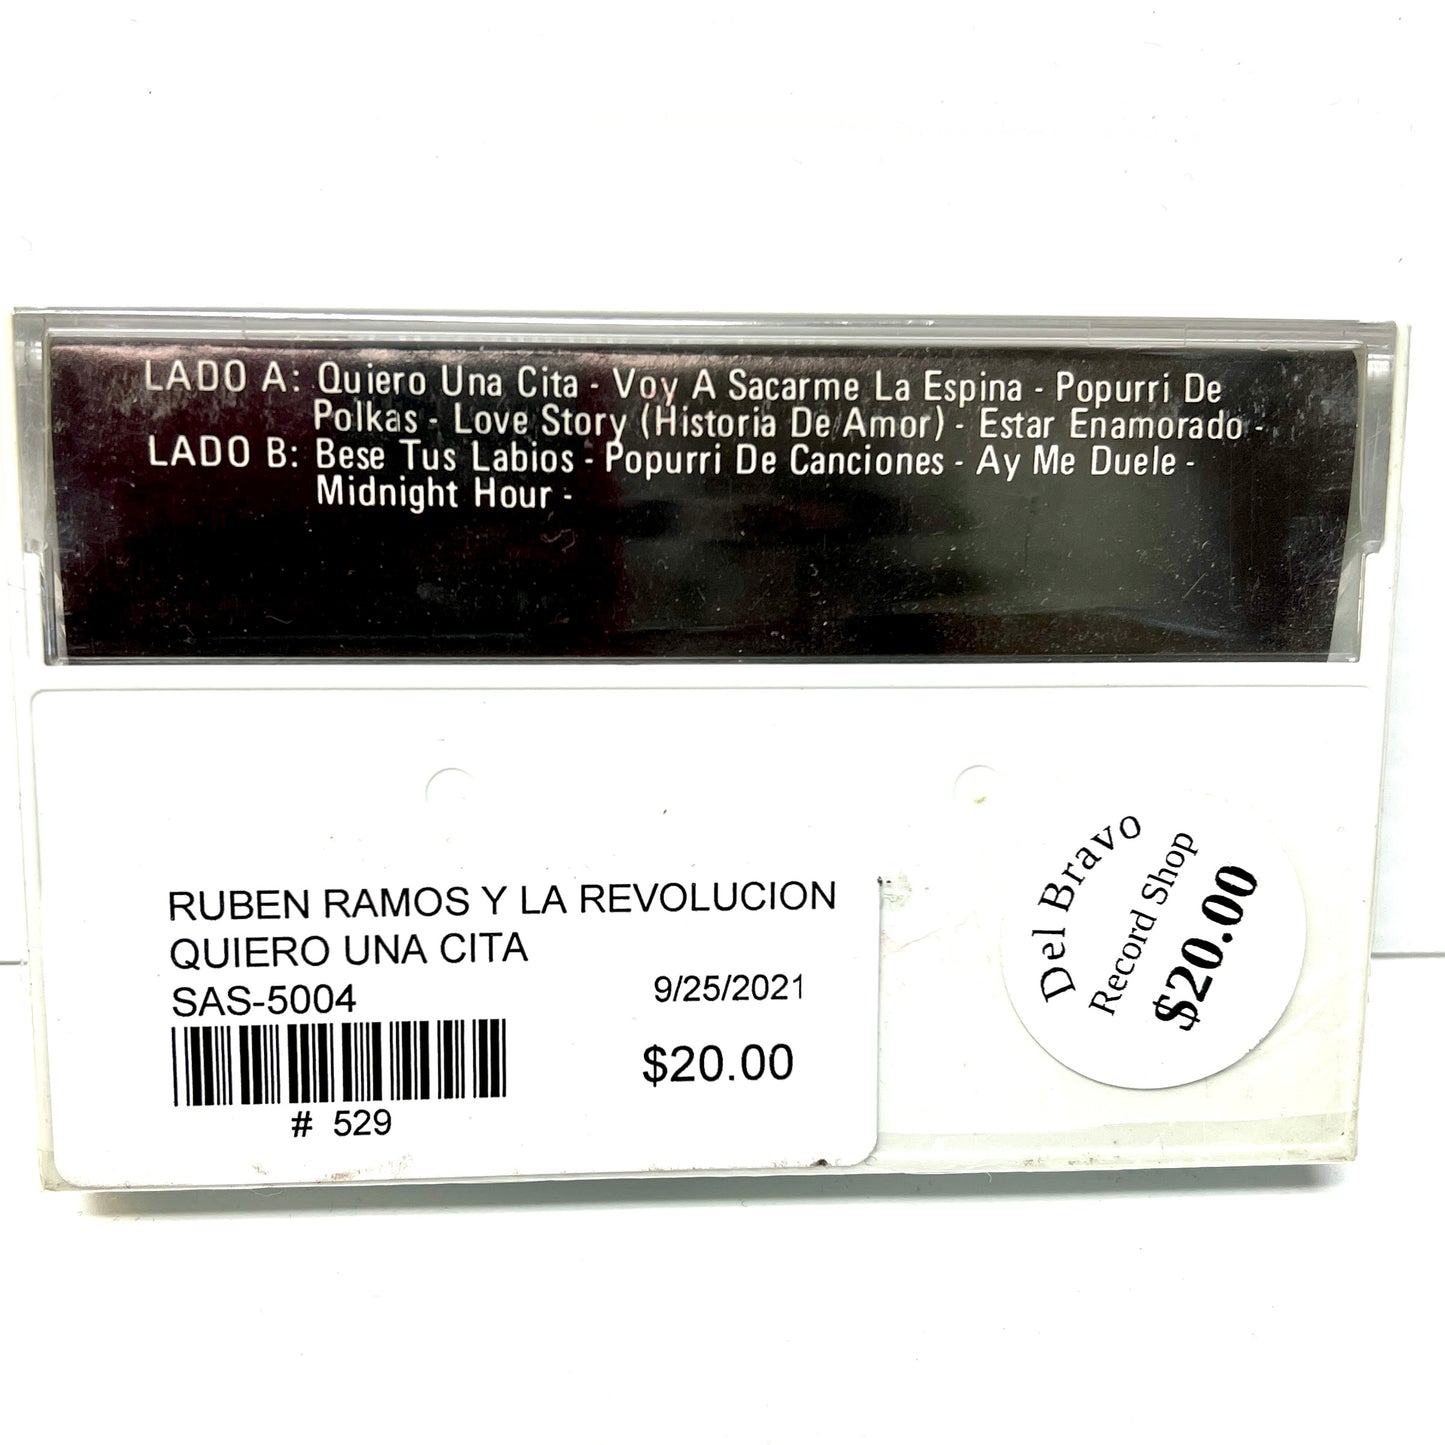 LADO A: Quiero Una Cita - Voy A Sacarme La Espina - Popurri De
Polkas - Love Story (Historia De Amor) - Estar Enamorado -
LADO B: Bese Tus Labios - Popurri De Canciones - Ay Me Duele -
Midnight Hour -
RUBEN RAMOS Y LA REVOLUCION
QUIERO UNA CITA
SAS-5004
9/25/2021
$20.00
# 529
Del Bravo
Record Shop
$20.00